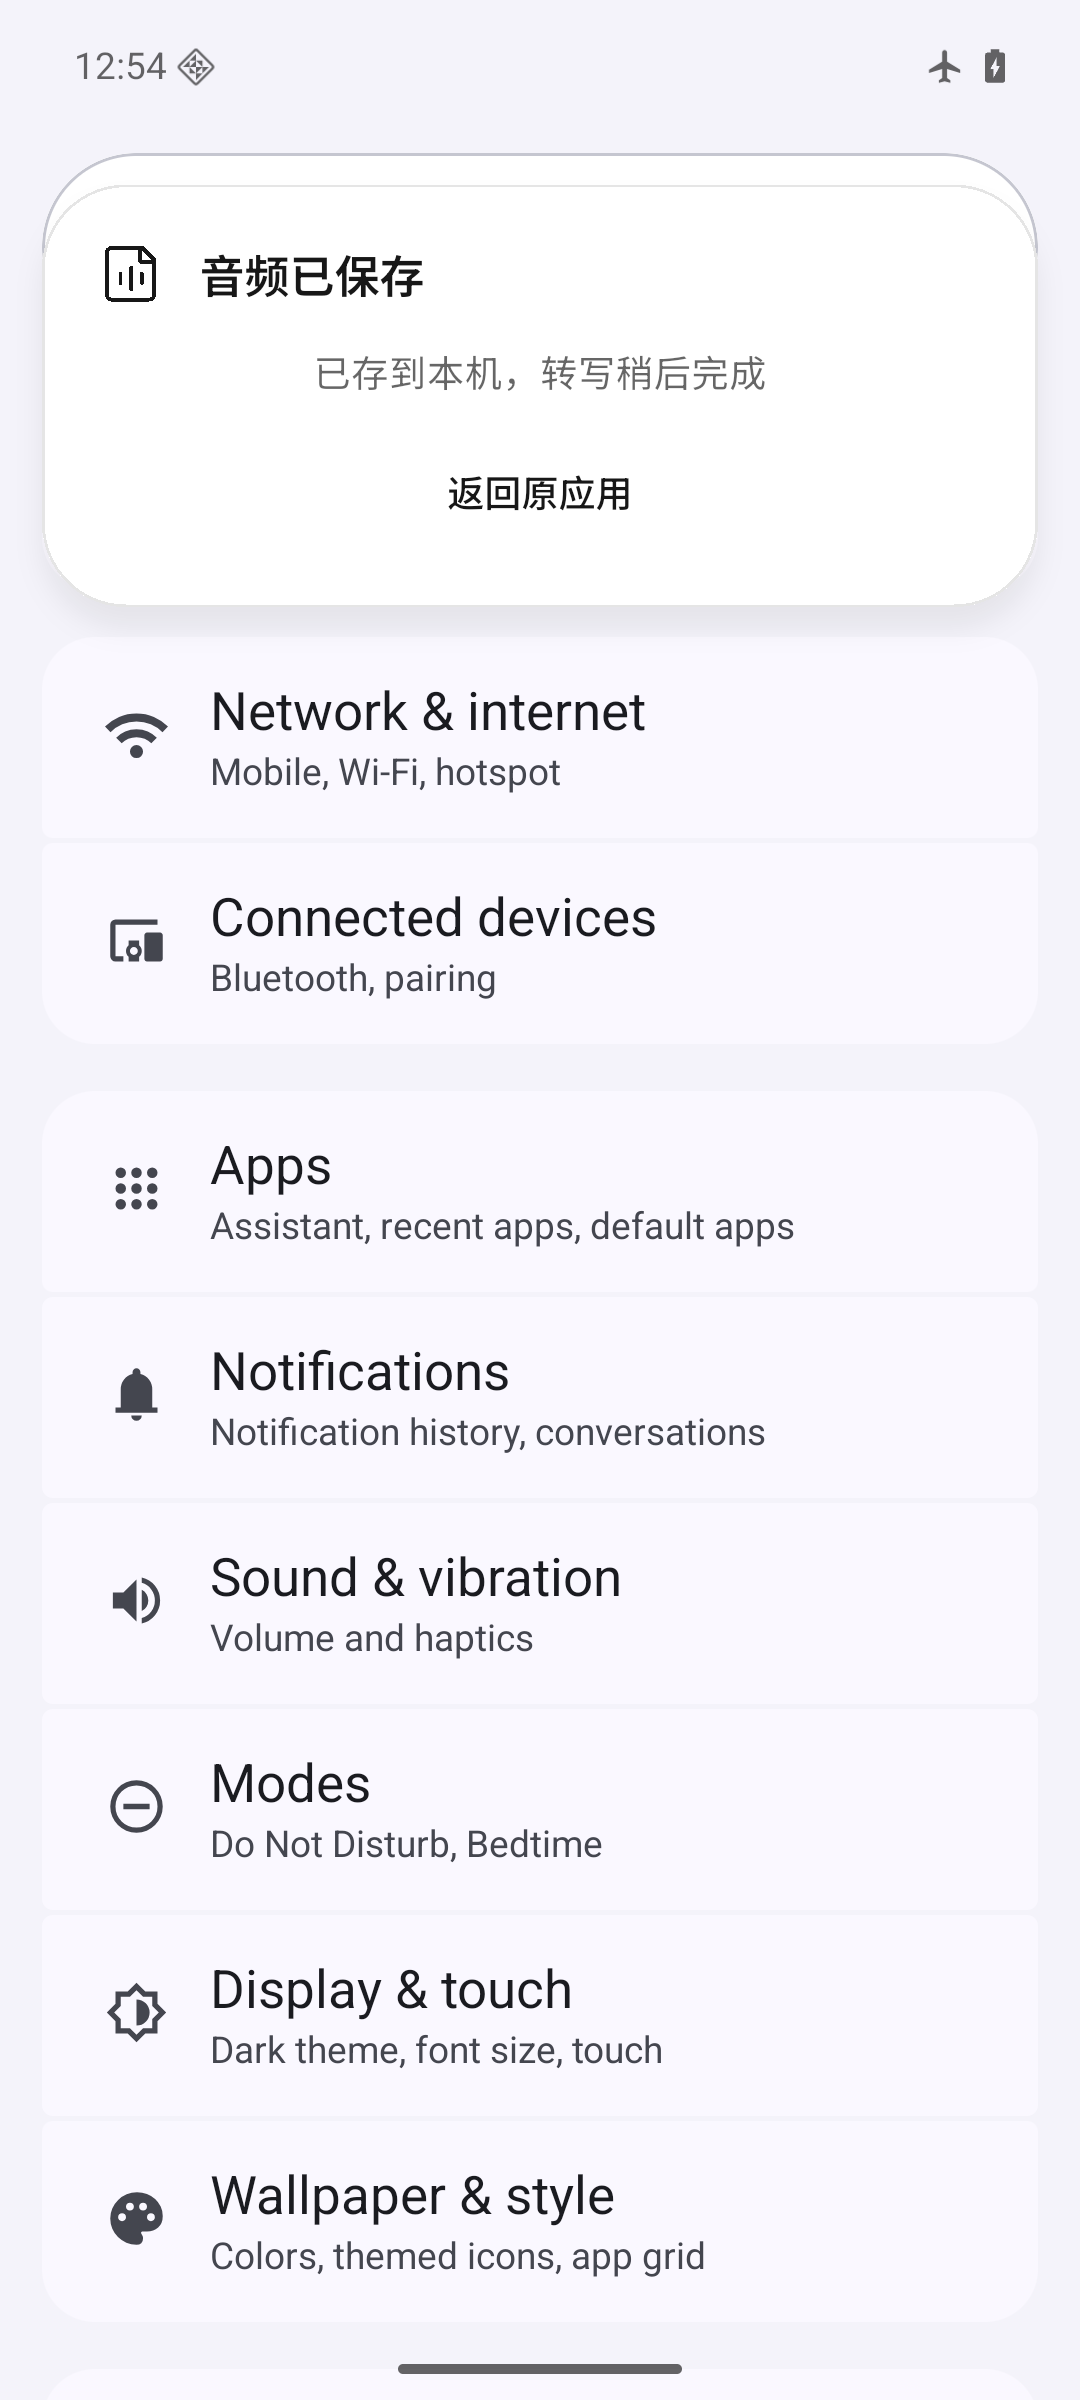 12:54
音频已保存
已存到本机，转写稍后完成
返回原应用
Network & internet
Mobile, Wi-Fi, hotspot
Connected devices
Bluetooth, pairing
Apps
Assistant, recent apps, default apps
Notifications
Notification history, conversations
Sound & vibration
Volume and haptics
Modes
Do Not Disturb, Bedtime
Display & touch
Dark theme, font size, touch
Wallpaper & style
Colors, themed icons, app grid